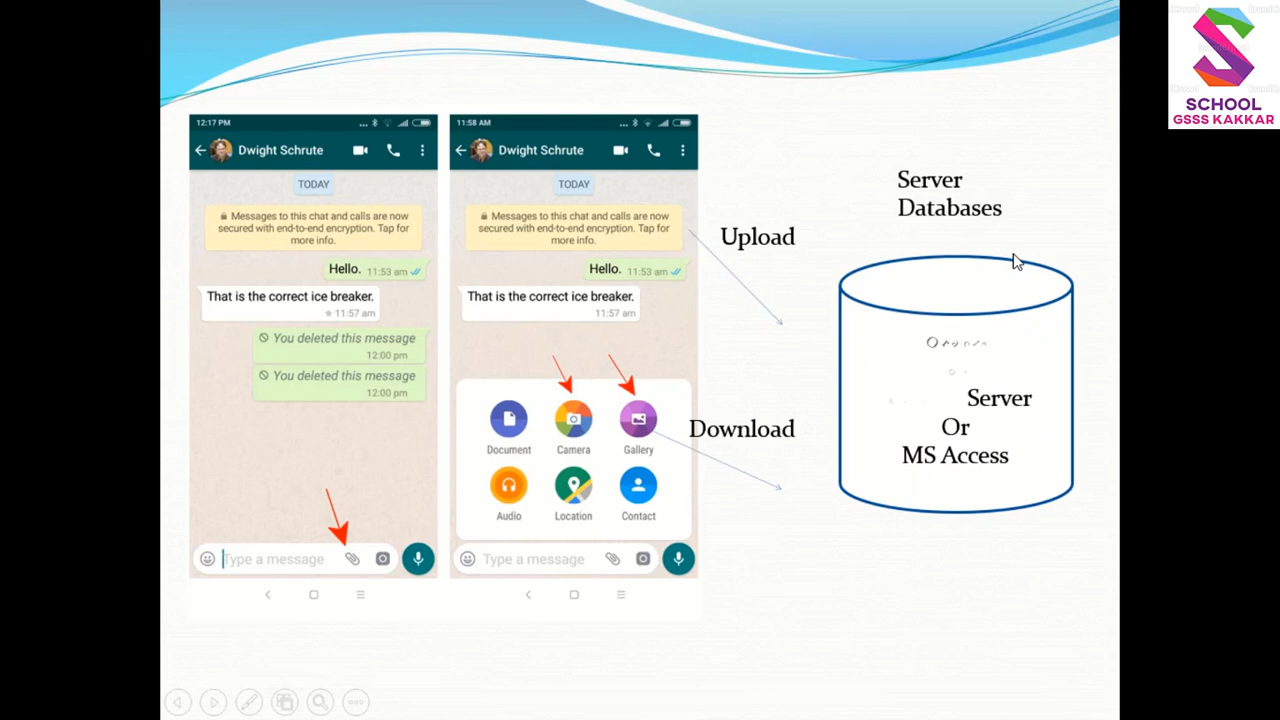 SCHOOL
GSSS KAKKAR
12:17 PM
Dwight Schrute
TODAY
Messages to this chat and calls are now
secured with end-to-end encryption. Tap for
more info.
Hello. 11:53 am
That is the correct ice breaker.
11:57 am
You deleted this message
12:00 pm
You deleted this message
12:00 pm
Type a message
11:58 AM
Dwight Schrute
TODAY
Messages to this chat and calls are now
secured with end-to-end encryption. Tap for
more info.
Hello. 11:53 am
That is the correct ice breaker.
11:57 am
Document
Camera
Gallery
Audio
Location
Contact
Type a message
Upload
Download
Server
Databases
Server
Or
MS Access